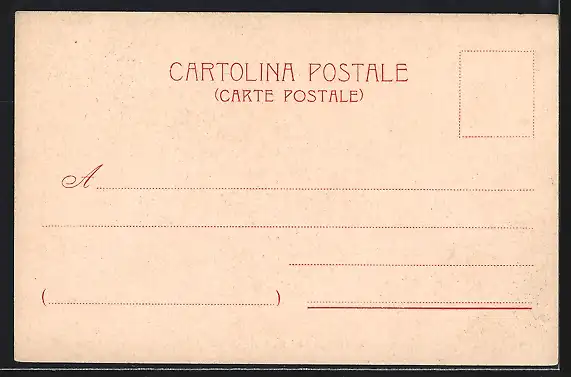 CARTOLINA POSTALE
(CARTE POSTALE)
A
( )